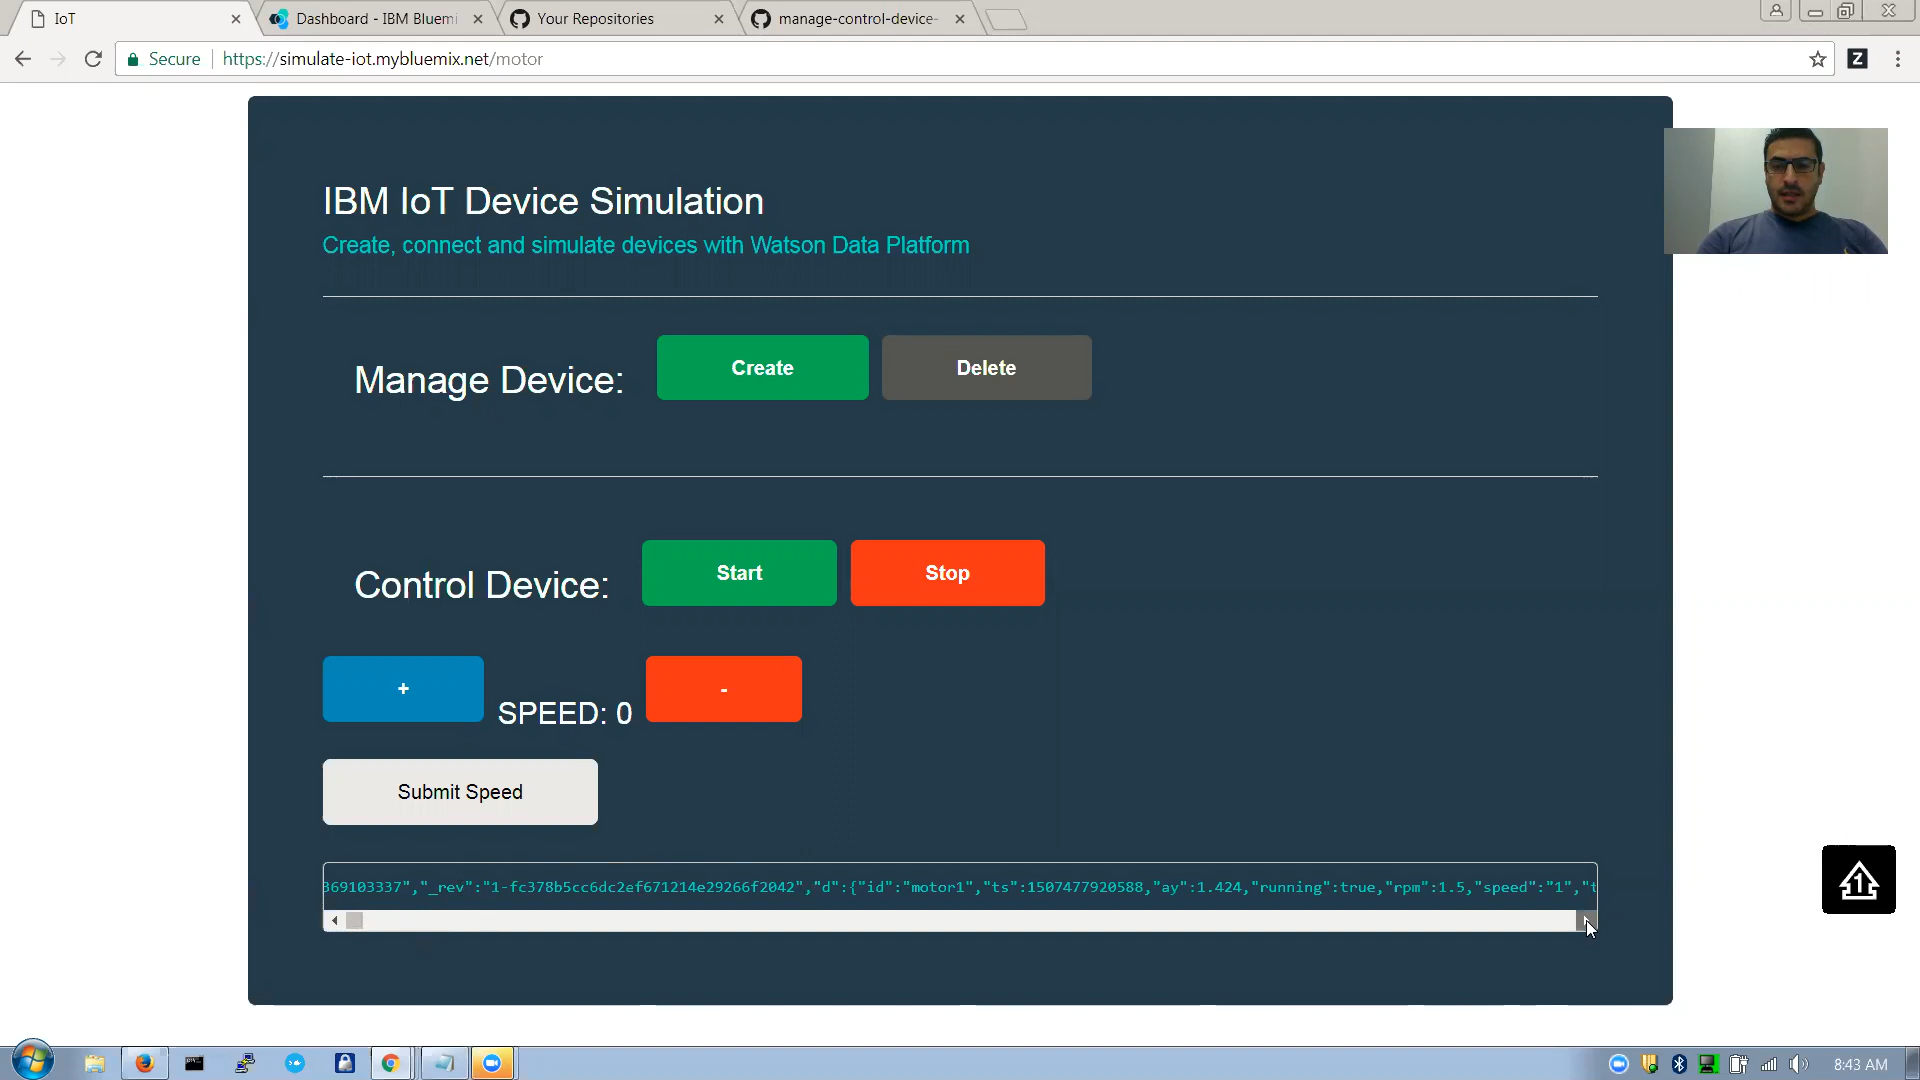 IoT
Dashboard - IBM Bluemi
Your Repositories
manage-control-device-
Secure
https://simulate-iot.mybluemix.net/motor
Z
IBM IoT Device Simulation
Create, connect and simulate devices with Watson Data Platform
Manage Device:
Create
Delete
Control Device:
Start
Stop
+
SPEED: 0
-
Submit Speed
369103337","_rev":"1-fc378b5cc6dc2ef671214e29266f2042","d":{"id":"motor1","ts":1507477920588,"ay":1.424,"running":true,"rpm":1.5,"speed":"1","t
1
8:43 AM